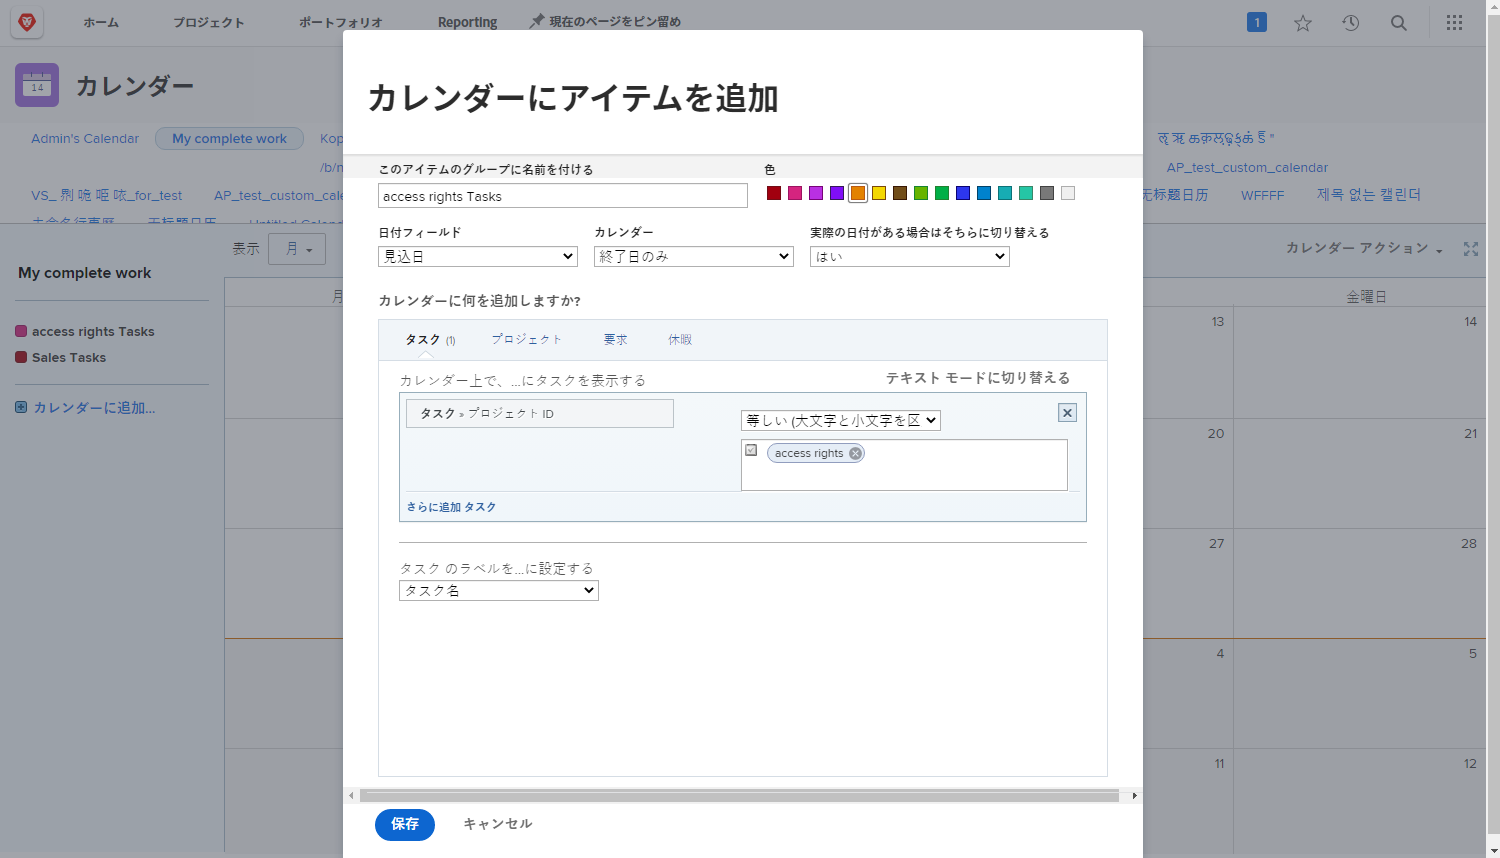 ホーム プロジェクト ポートフォリオ Reporting 現在のページをピン留め 1
14 カレンダー
カレンダーにアイテムを追加
Admin's Calendar My complete work Kop
/b/n
AP_test_custom_calendar
VS_ 㓨 㖔 㖶 㕲_for_test AP_test_custom_cale
无标题日历 WFFFF 제목 없는 캘린더
このアイテムのグループに名前を付ける 色
access rights Tasks
日付フィールド カレンダー 実際の日付がある場合はそちらに切り替える
見込日 終了日のみ はい
表示 月 カレンダー アクション
My complete work
月 金曜日
access rights Tasks
Sales Tasks
カレンダーに追加...
カレンダーに何を追加しますか?
タスク (1) プロジェクト 要求 休暇
カレンダー上で、...にタスクを表示する テキスト モードに切り替える
タスク » プロジェクト ID 等しい (大文字と小文字を区
access rights
さらに追加 タスク
タスク のラベルを...に設定する
タスク名
13 14
20 21
27 28
4 5
11 12
保存 キャンセル